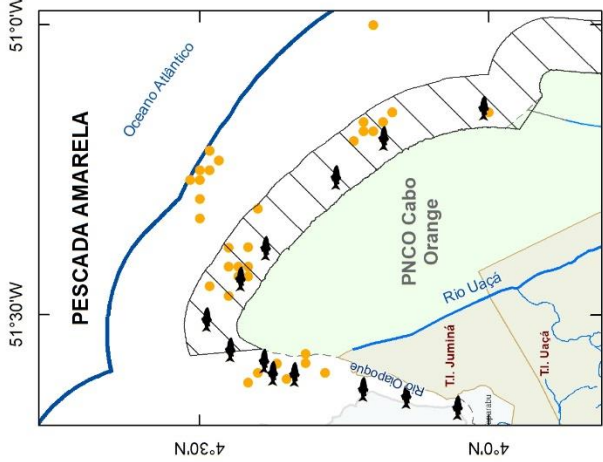 PESCADA AMARELA
51°30'W
51°0'W
Oceano Atlântico
4°30'N
4°0'N
PNCO Cabo
Orange
Rio Uaçá
Rio Oiapoque
T.I. Juminá
T.I. Uaçá